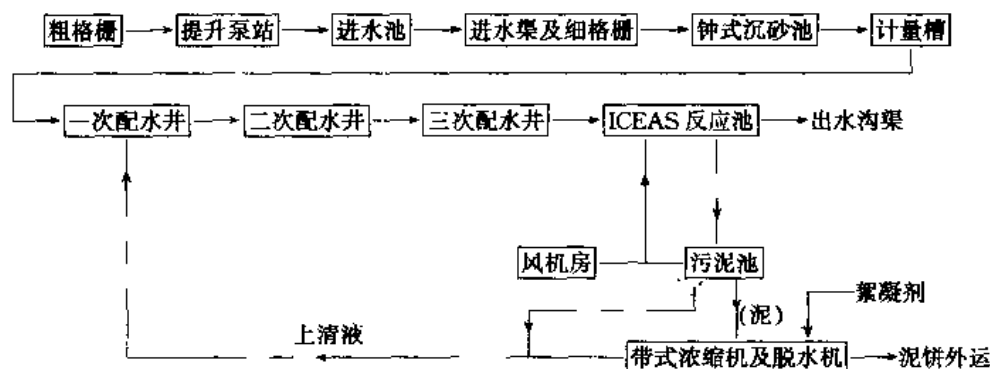 粗格栅 提升泵站 进水池 进水渠及细格栅 钟式沉砂池 计量槽
一次配水井 二次配水井 三次配水井 ICEAS 反应池 出水沟渠
风机房 污泥池
絮凝剂
(泥)
上清液
带式浓缩机及脱水机 泥饼外运